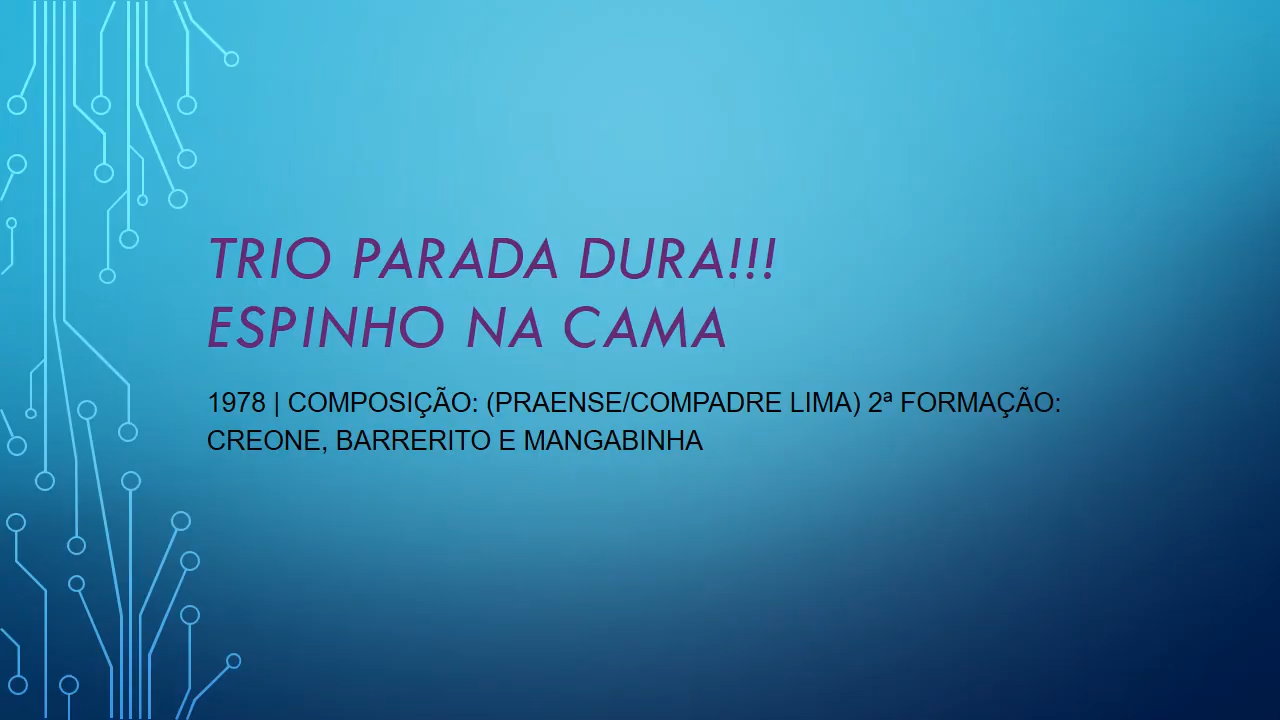 TRIO PARADA DURA!!!
ESPINHO NA CAMA
1978 | COMPOSIÇÃO: (PRAENSE/COMPADRE LIMA) 2ª FORMAÇÃO:
CREONE, BARRERITO E MANGABINHA